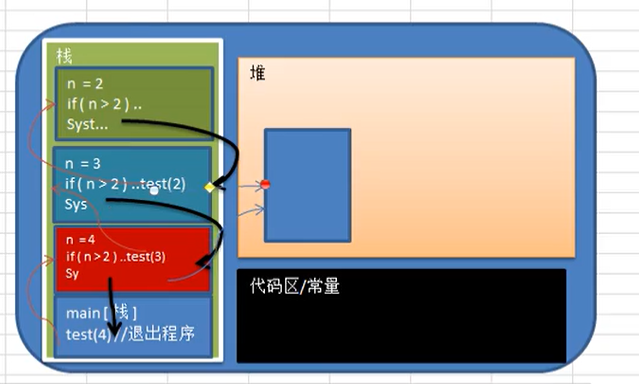 栈
n = 2
if ( n > 2 ) ..
Syst...
n = 3
if ( n > 2 ) ..test(2)
Sys
n =4
if ( n > 2 ) ..test(3)
Sy
main [ 栈 ]
test(4) //退出程序
堆
代码区/常量